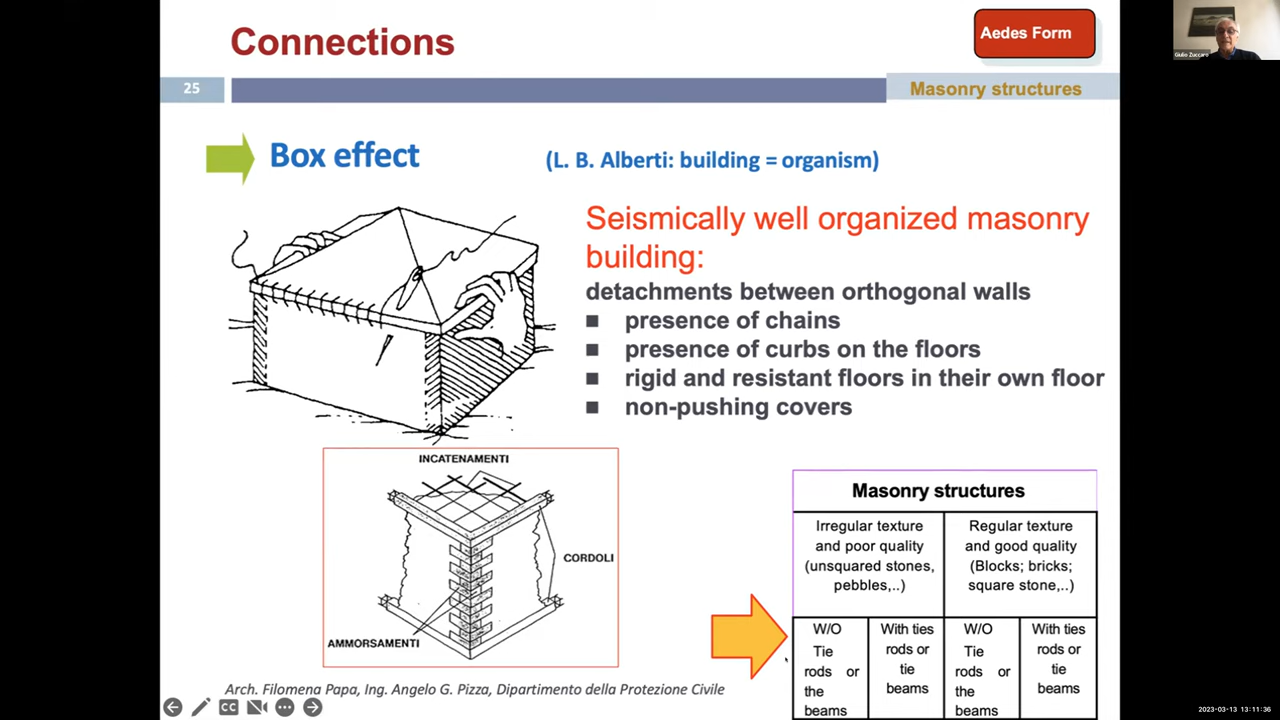 Connections
Aedes Form
25
Masonry structures
Box effect
(L. B. Alberti: building = organism)
Seismically well organized masonry
building:
detachments between orthogonal walls
■ presence of chains
■ presence of curbs on the floors
■ rigid and resistant floors in their own floor
■ non-pushing covers
INCATENAMENTI
CORDOLI
AMMORSAMENTI
Masonry structures
Irregular texture
and poor quality
(unsquared stones,
pebbles,..)
Regular texture
and good quality
(Blocks; bricks;
square stone,..)
W/O
Tie
rods or
the
beams
With ties
rods or
tie
beams
W/O
Tie
rods or
the
beams
With ties
rods or
tie
beams
Arch. Filomena Papa, Ing. Angelo G. Pizza, Dipartimento della Protezione Civile
CC
Giulio Zuccaro
2023-03-13 13:11:36